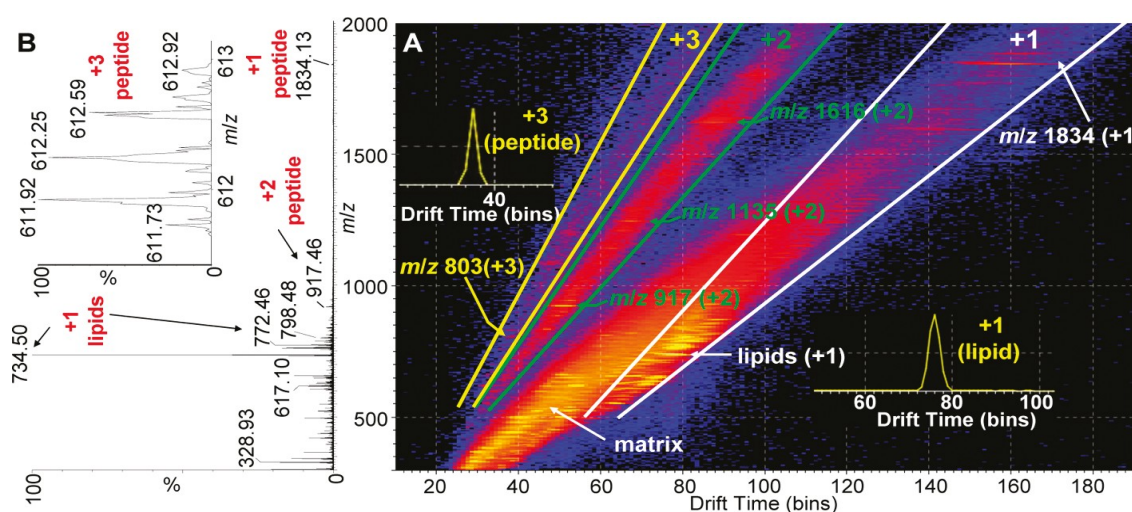 B
+3
peptide
612.92
612.59
612.25
611.92
611.73
613
m/z
612
100
%
0
+1
peptide
1834.13
+2
peptide
917.46
798.48
772.46
+1
lipids
734.50
617.10
328.93
100
%
0
m/z
2000
1500
1000
500
A
+3
+2
+1
+3
(peptide)
40
Drift Time (bins)
m/z 1616 (+2)
m/z 1834 (+1
m/z 1135 (+2)
m/z 803(+3)
m/z 917 (+2)
lipids (+1)
matrix
+1
(lipid)
60 80 100
Drift Time (bins)
20 40 60 80 100 120 140 160 180
Drift Time (bins)